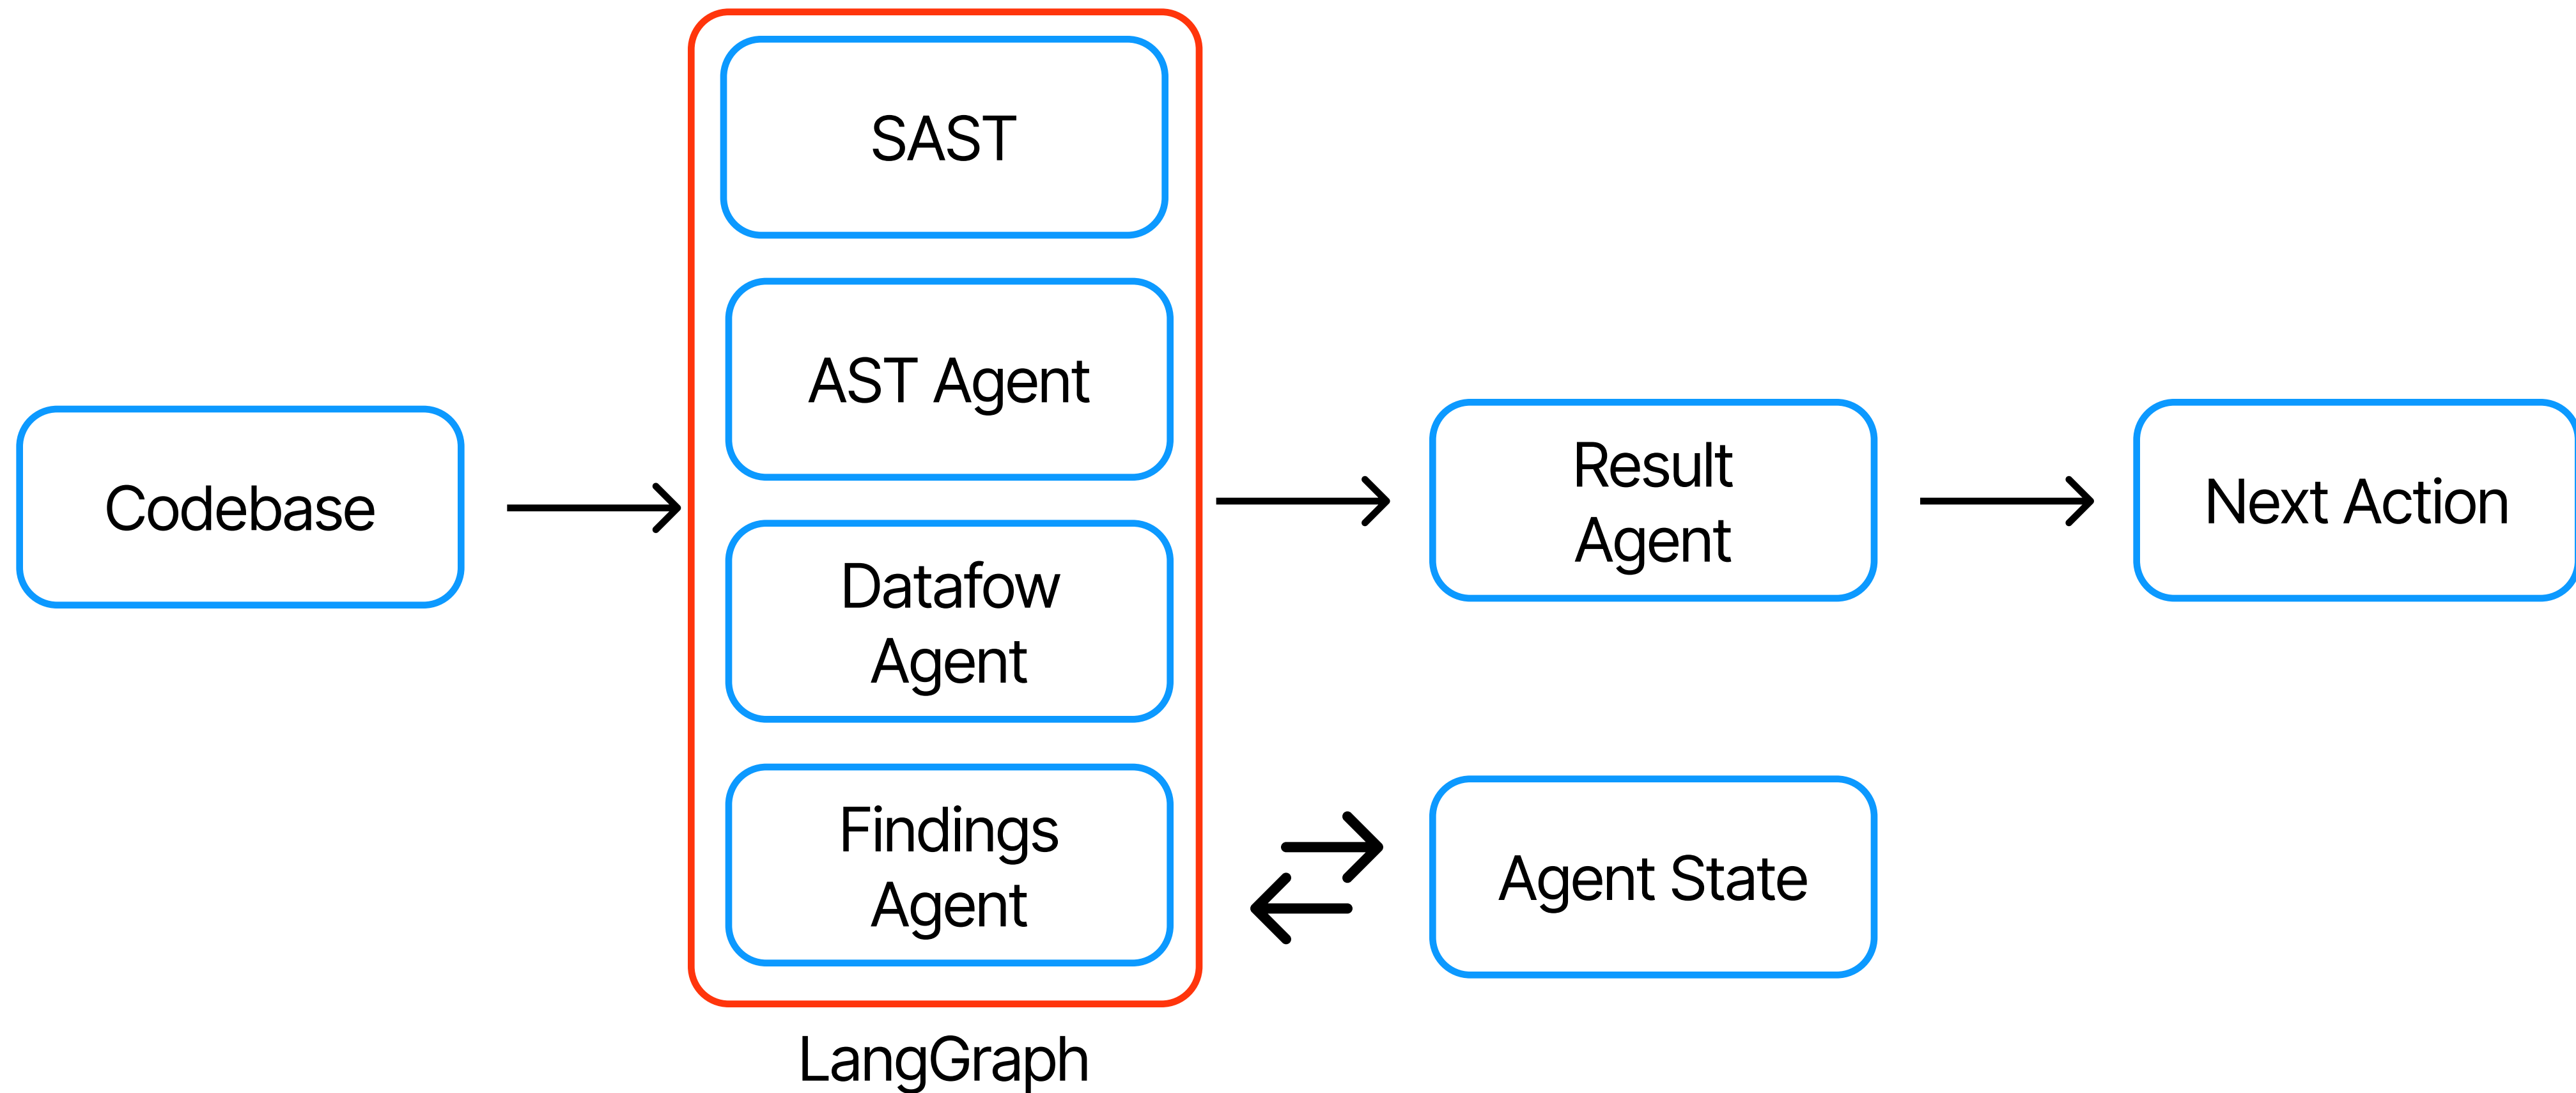 SAST
AST Agent
Codebase
Datafow
Agent
Findings
Agent
LangGraph
Result
Agent
Agent State
Next Action